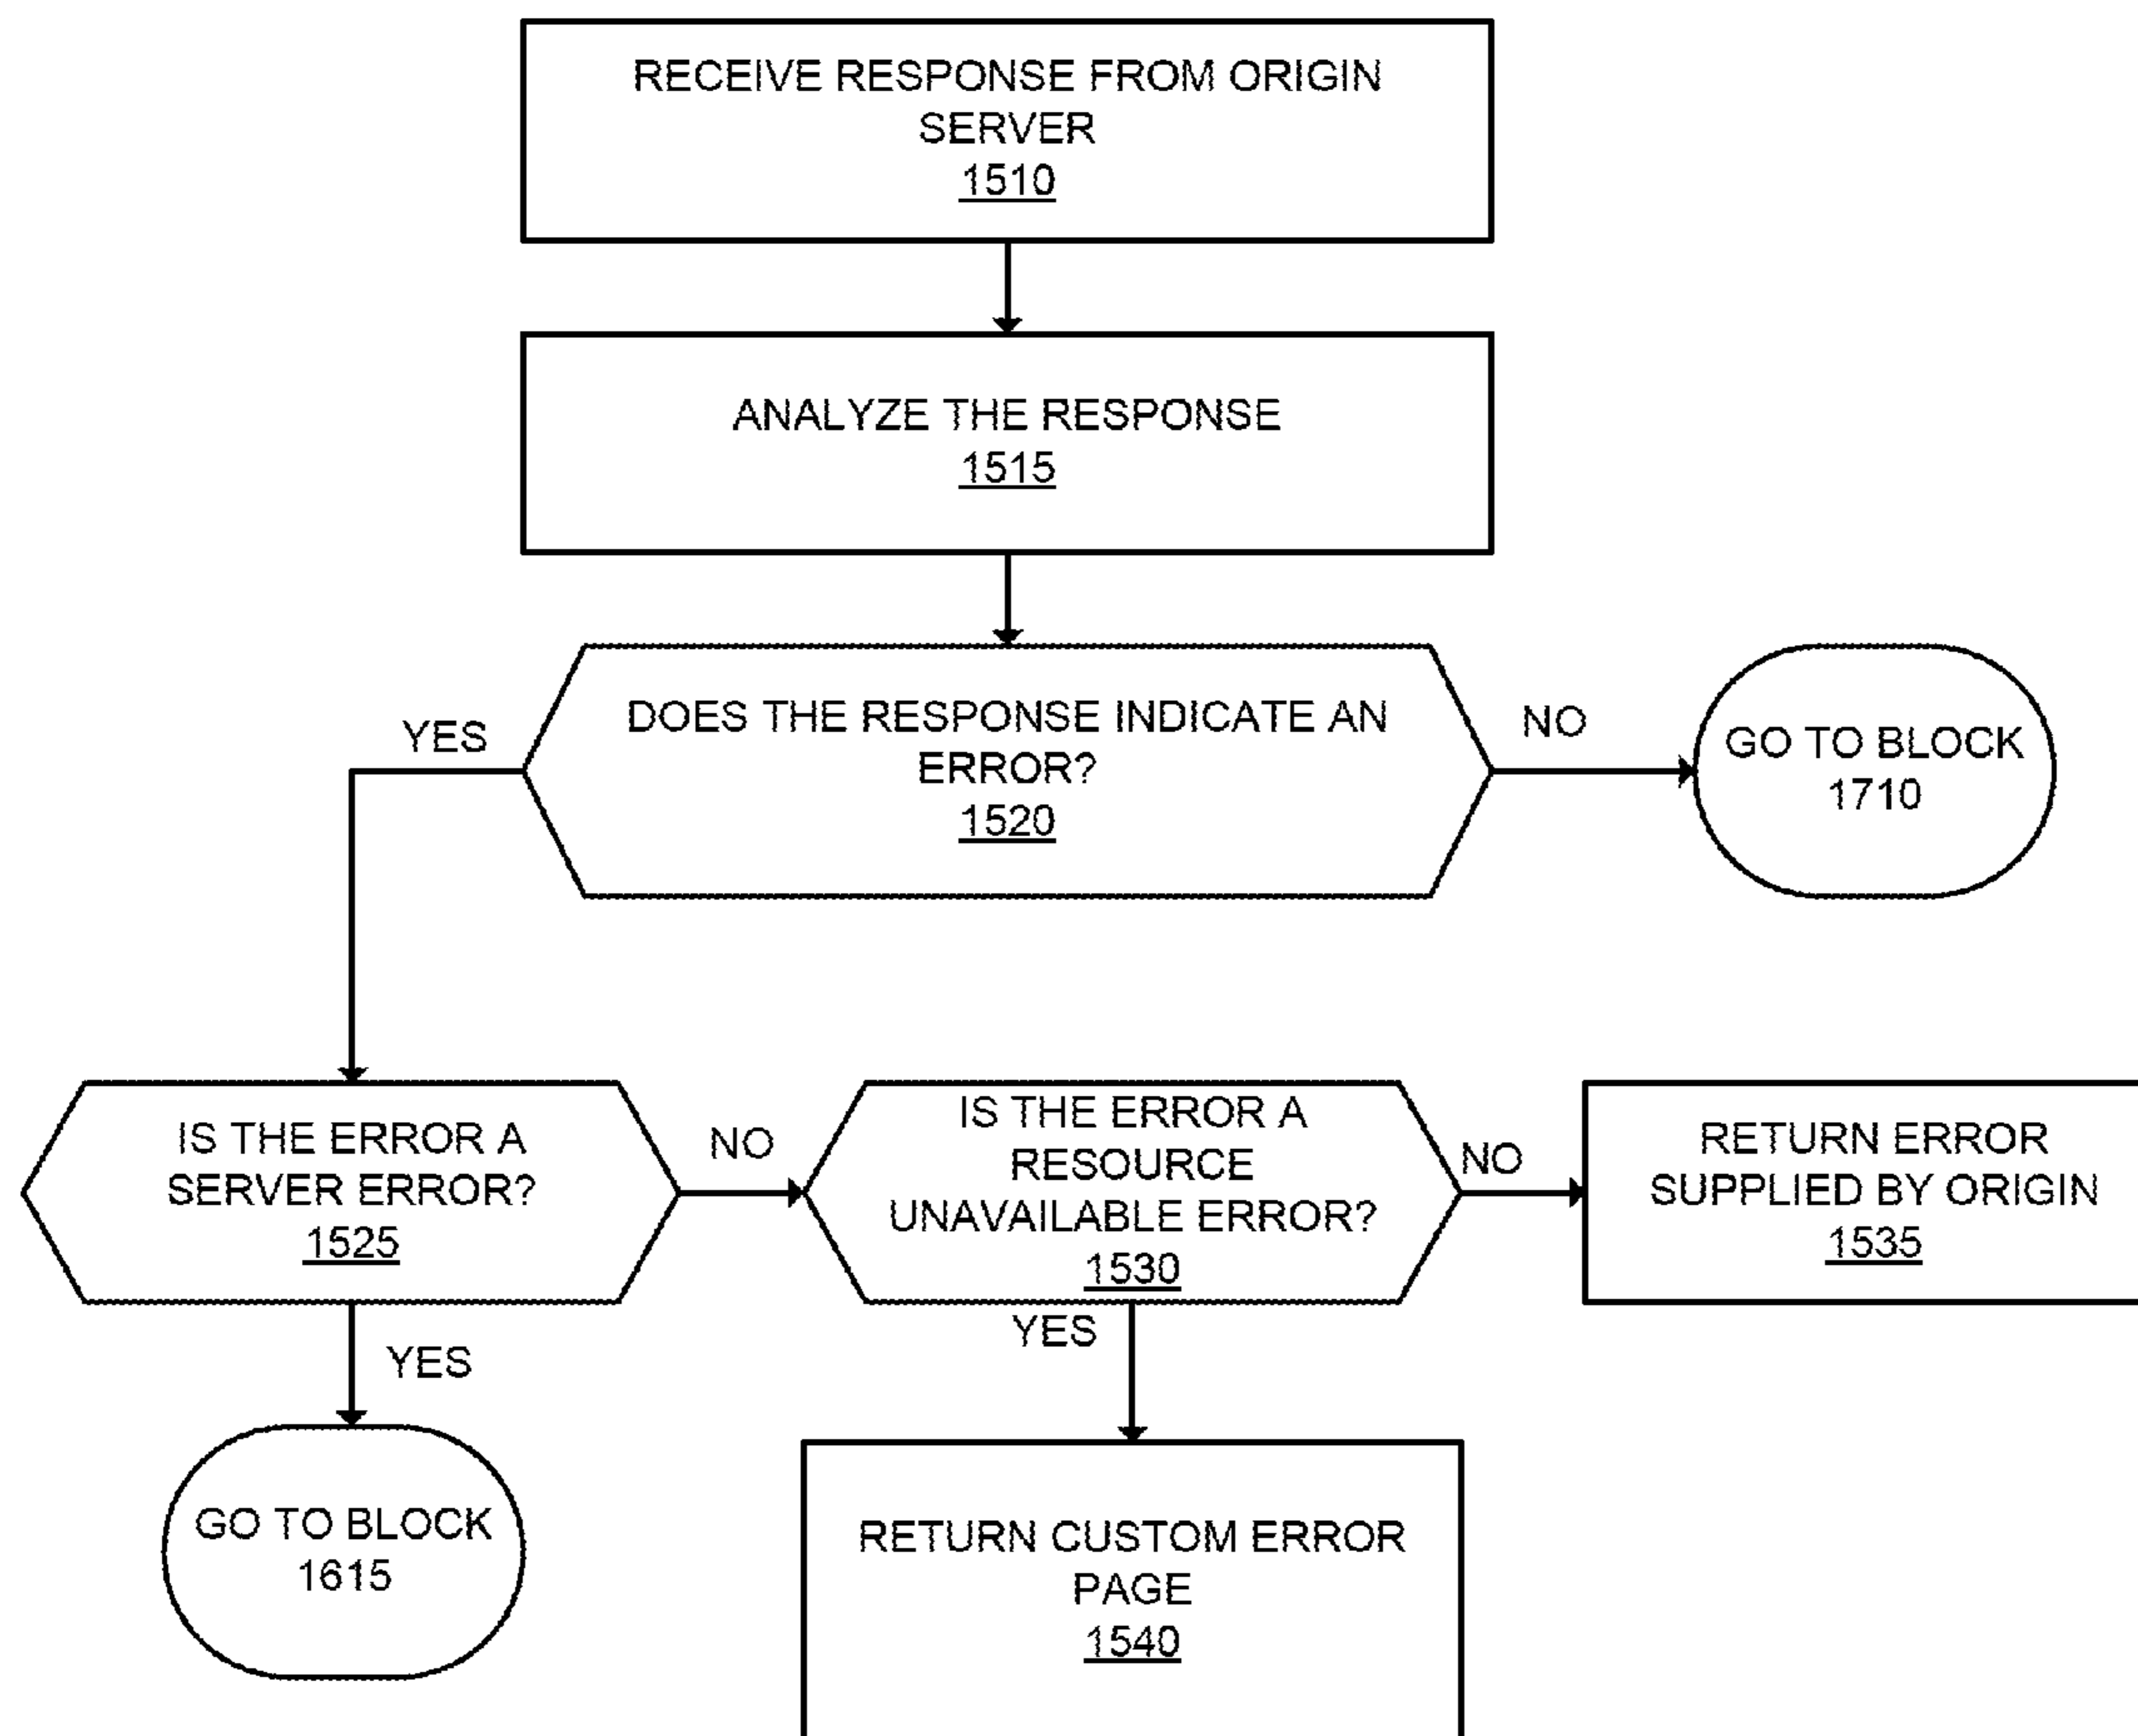 RECEIVE RESPONSE FROM ORIGIN
SERVER
1510
ANALYZE THE RESPONSE
1515
DOES THE RESPONSE INDICATE AN
ERROR?
1520
YES
NO
GO TO BLOCK
1710
IS THE ERROR A
SERVER ERROR?
1525
NO
IS THE ERROR A
RESOURCE
UNAVAILABLE ERROR?
1530
NO
RETURN ERROR
SUPPLIED BY ORIGIN
1535
YES
GO TO BLOCK
1615
YES
RETURN CUSTOM ERROR
PAGE
1540